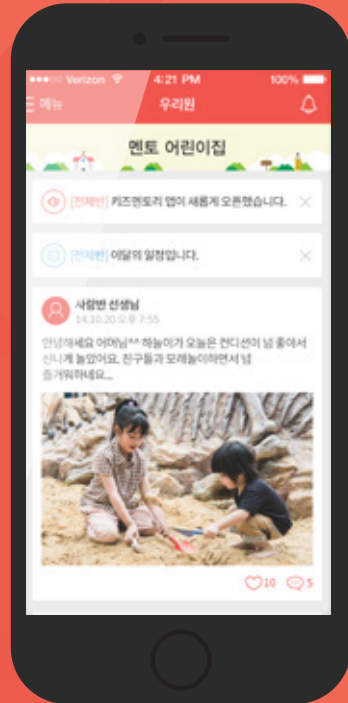 Verizon 4:21 PM 100%
메뉴 우리원
멘토 어린이집
[전체반] 키즈멘토리 앱이 새롭게 오픈했습니다.
[전체반] 이달의 일정입니다.
사랑반 선생님
14.10.20 오후 7:55
안녕하세요 어머님^^ 하늘이가 오늘은 컨디션이 넘 좋아서
신나게 놀았어요. 친구들과 모래놀이하면서 넘
즐거워하네요...
10 5